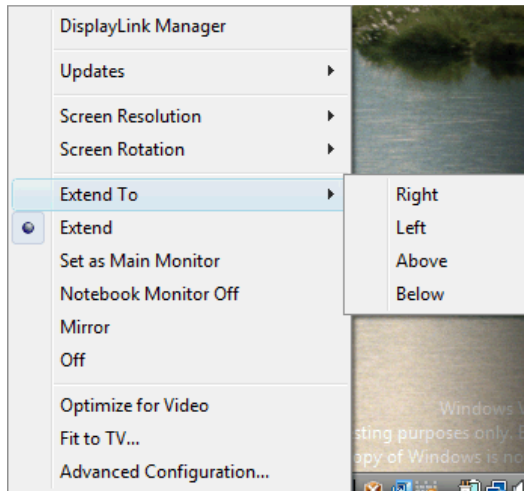 DisplayLink Manager
Updates
Screen Resolution
Screen Rotation
Extend To
Right
Extend
Left
Set as Main Monitor
Above
Notebook Monitor Off
Below
Mirror
Off
Optimize for Video
Fit to TV...
Advanced Configuration...
Windows
sting purposes only.
opy of Windows is no